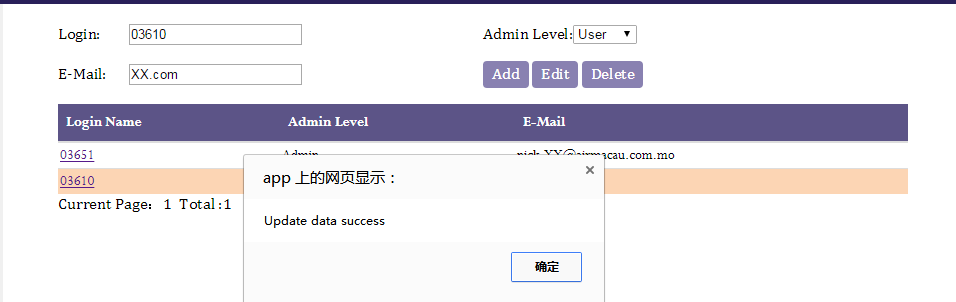 Login: 03610 Admin Level: User
E-Mail: XX.com Add Edit Delete
Login Name Admin Level E-Mail
03651 Admin nick-XX@airmacau.com.mo
03610
Current Page: 1 Total:1
app 上的网页显示： ×
Update data success
确定